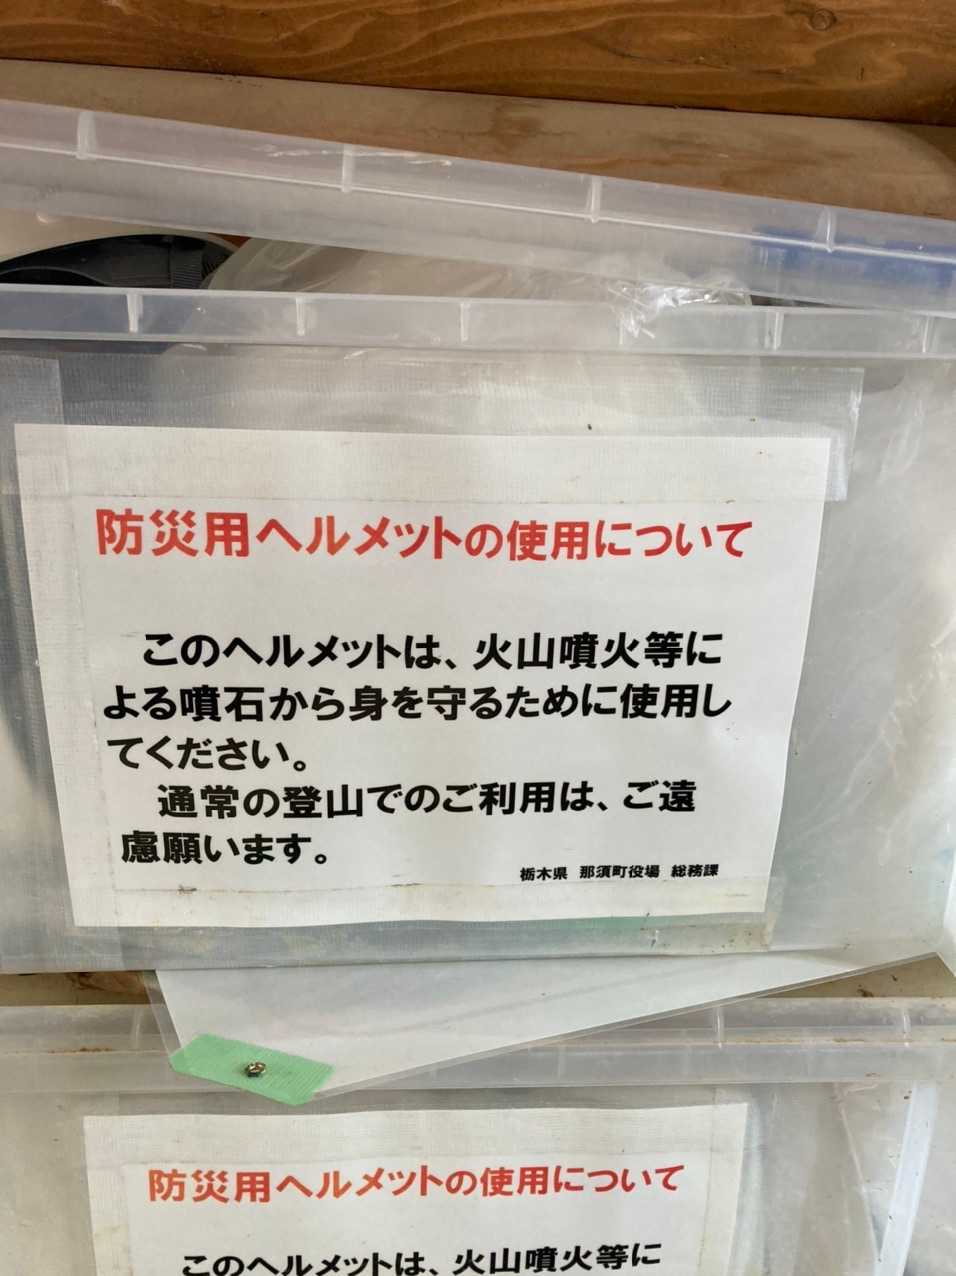 防災用ヘルメットの使用について
このヘルメットは、火山噴火等に
よる噴石から身を守るために使用し
てください。
通常の登山でのご利用は、ご遠
慮願います。
栃木県 那須町役場 総務課
防災用ヘルメットの使用について
このヘルメットは、火山噴火等に